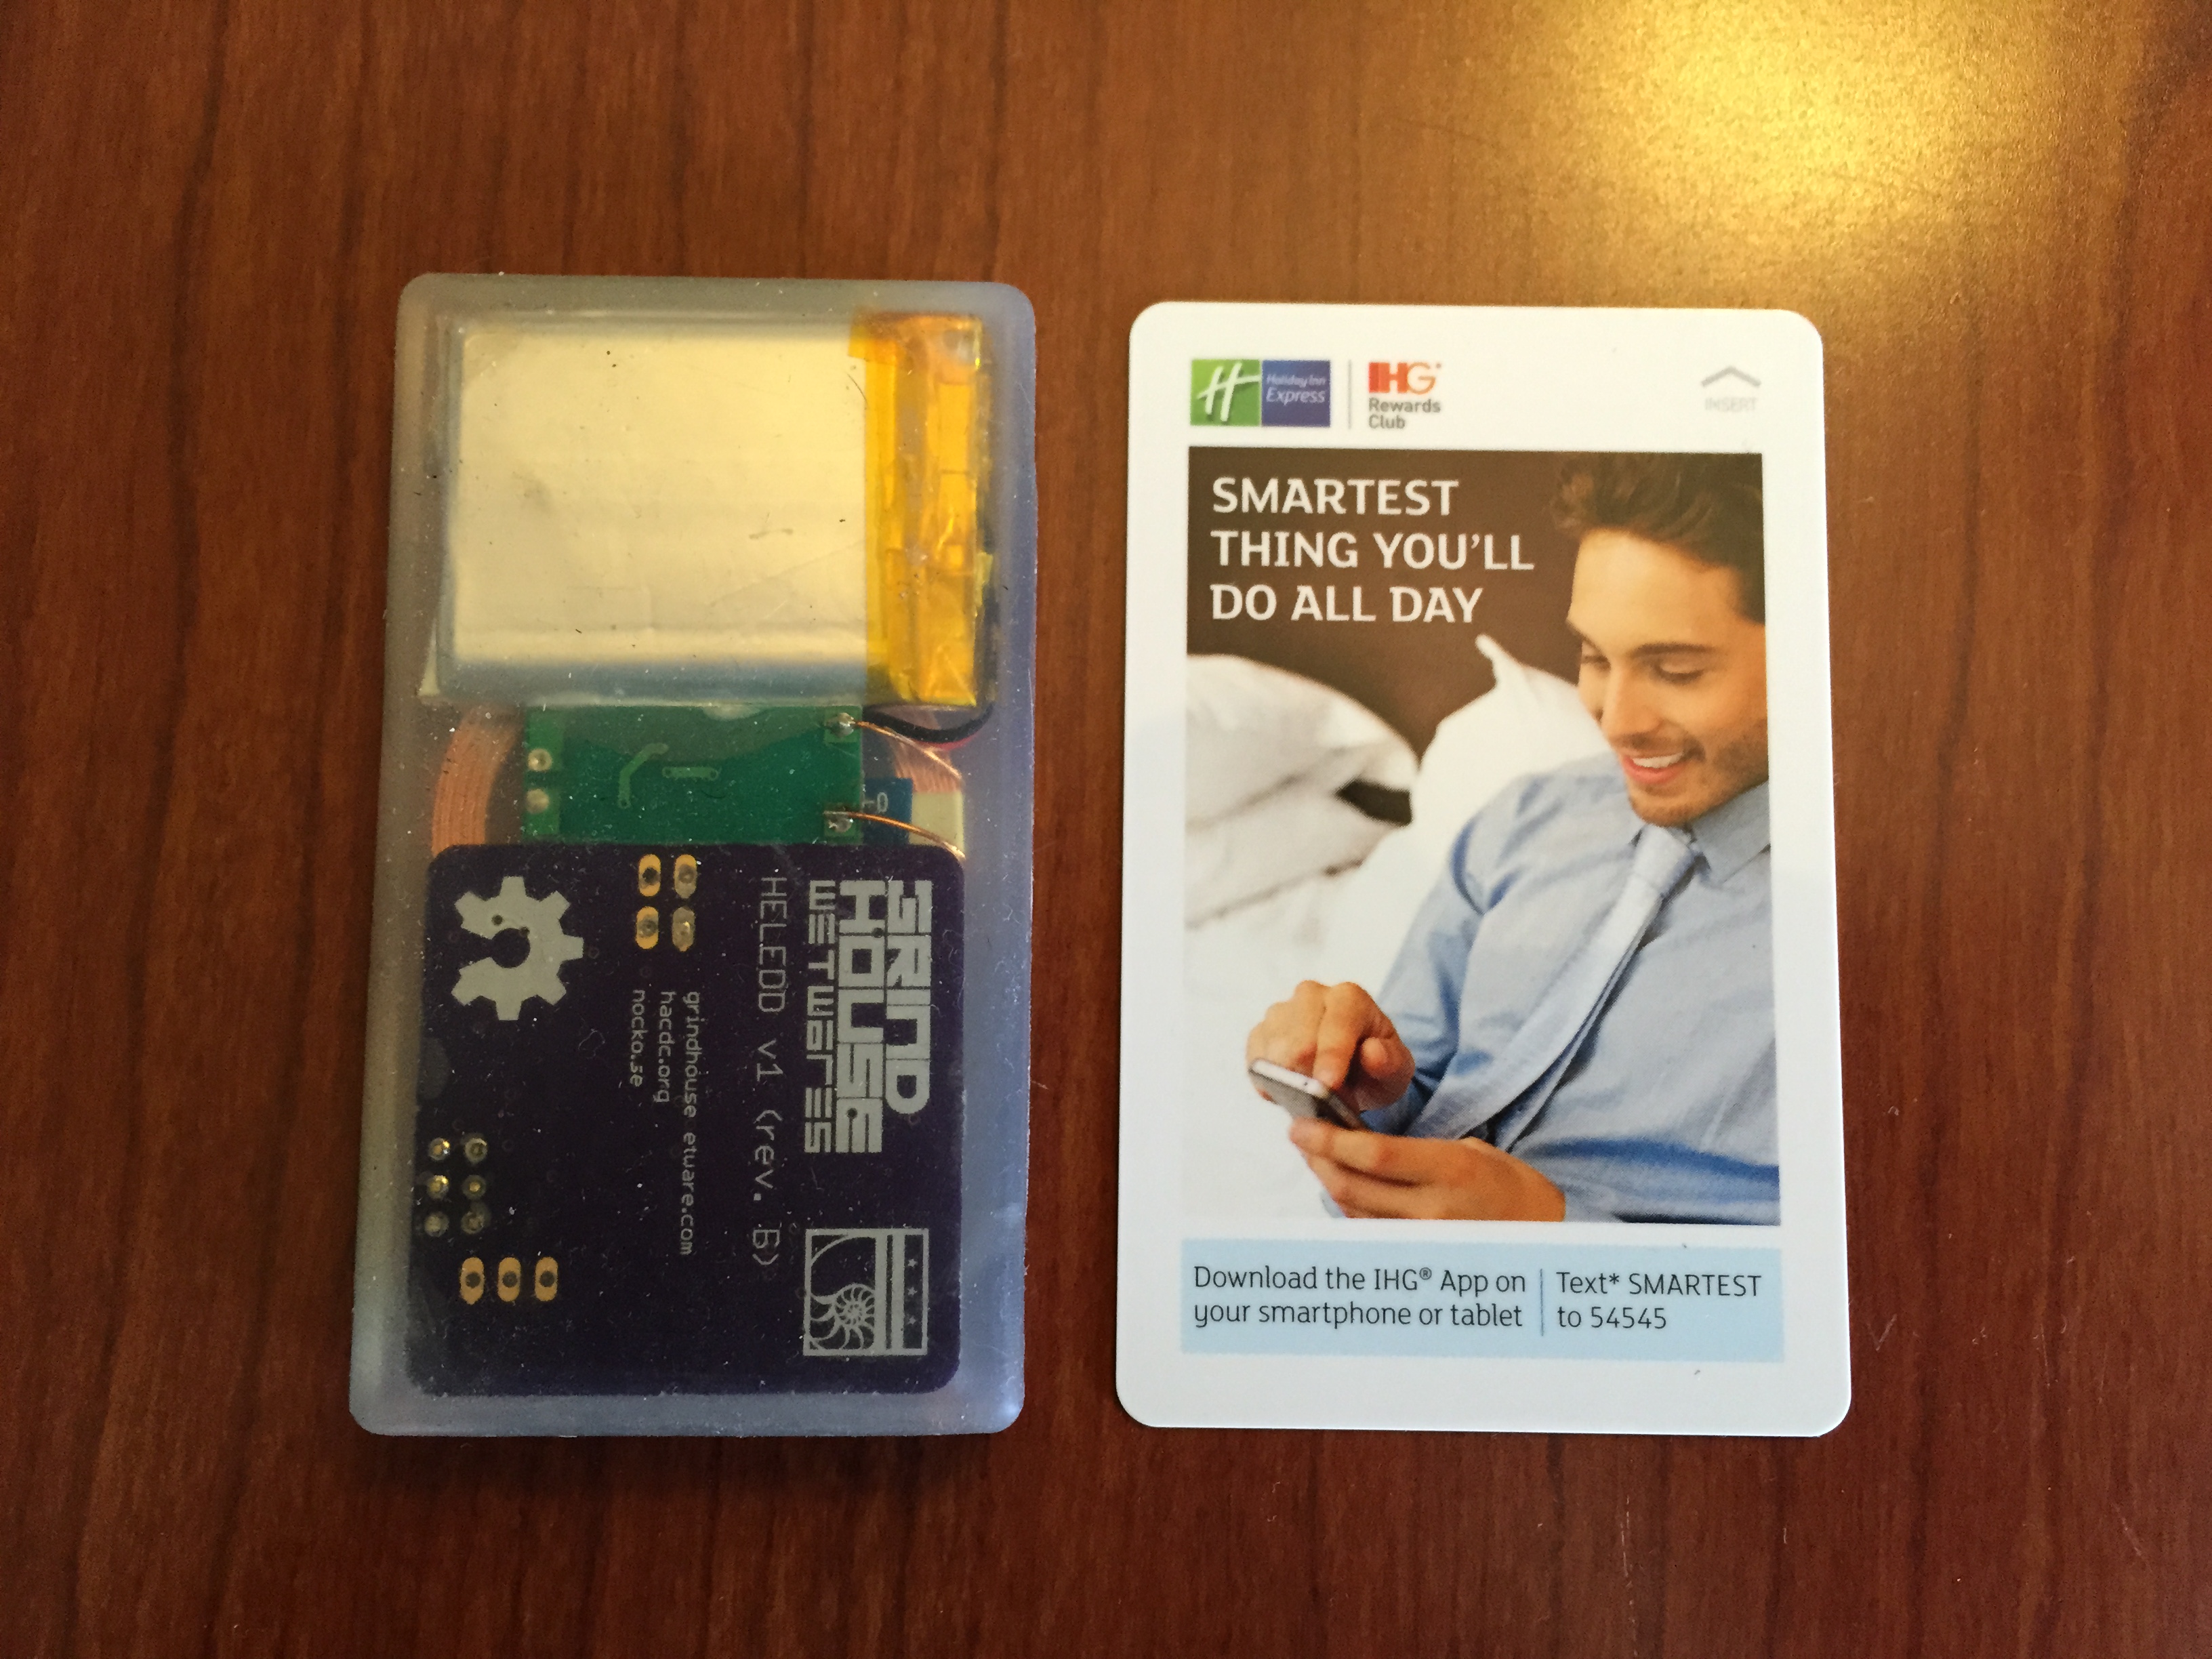 Download the IHG® App on
your smartphone or tablet
Text* SMARTEST
to 54545
SMARTEST
THING YOU'LL
DO ALL DAY
Holiday Inn
Express
IHG®
Rewards
Club
INSERT
GRIND
HOUSE
WETWARES
HELEDD v1 (rev. B)
grindhouse etware.com
hacdc.org
nocko.se